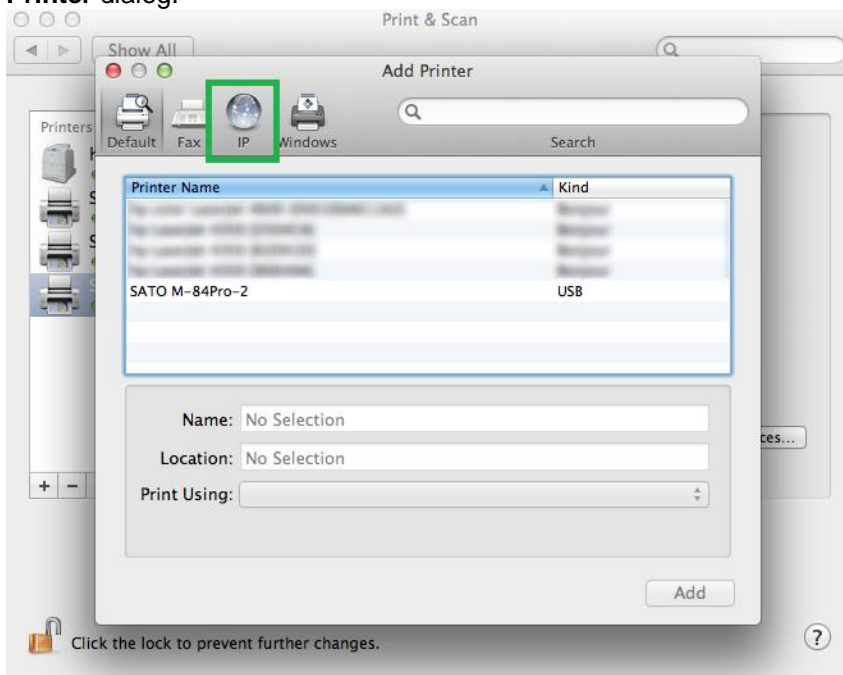 Printer dialog.
Print & Scan
Show All
Add Printer
Default Fax IP Windows Search
Printers
Printer Name Kind
SATO M-84Pro-2 USB
Name: No Selection
Location: No Selection
ces...
+ - Print Using:
Add
Click the lock to prevent further changes. ?